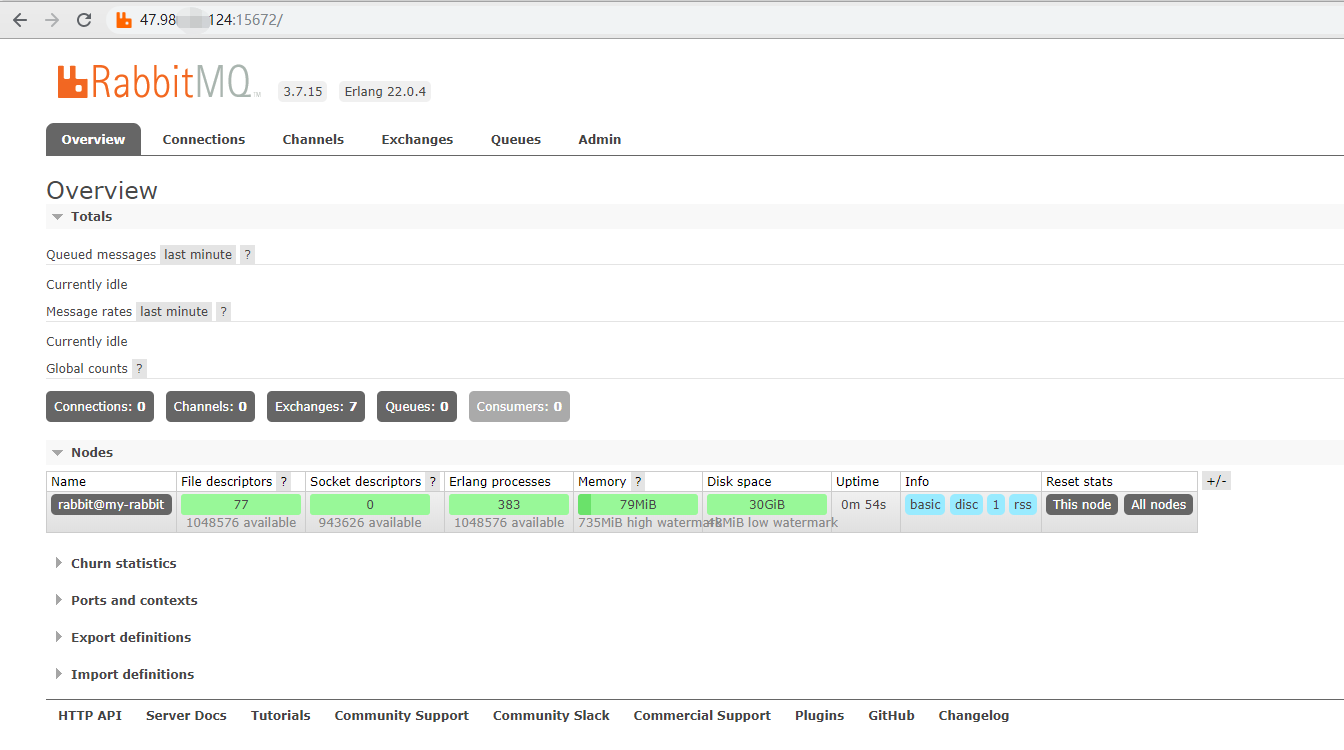 47.98 124:15672/
RabbitMQ TM 3.7.15 Erlang 22.0.4
Overview Connections Channels Exchanges Queues Admin
Overview
Totals
Queued messages last minute ?
Currently idle
Message rates last minute ?
Currently idle
Global counts ?
Connections: 0 Channels: 0 Exchanges: 7 Queues: 0 Consumers: 0
Nodes
Name File descriptors ? Socket descriptors ? Erlang processes Memory ? Disk space Uptime Info Reset stats +/-
rabbit@my-rabbit 77 0 383 79MiB 30GiB 0m 54s basic disc 1 rss This node All nodes
1048576 available 943626 available 1048576 available 735MiB high watermark 48MiB low watermark
Churn statistics
Ports and contexts
Export definitions
Import definitions
HTTP API Server Docs Tutorials Community Support Community Slack Commercial Support Plugins GitHub Changelog